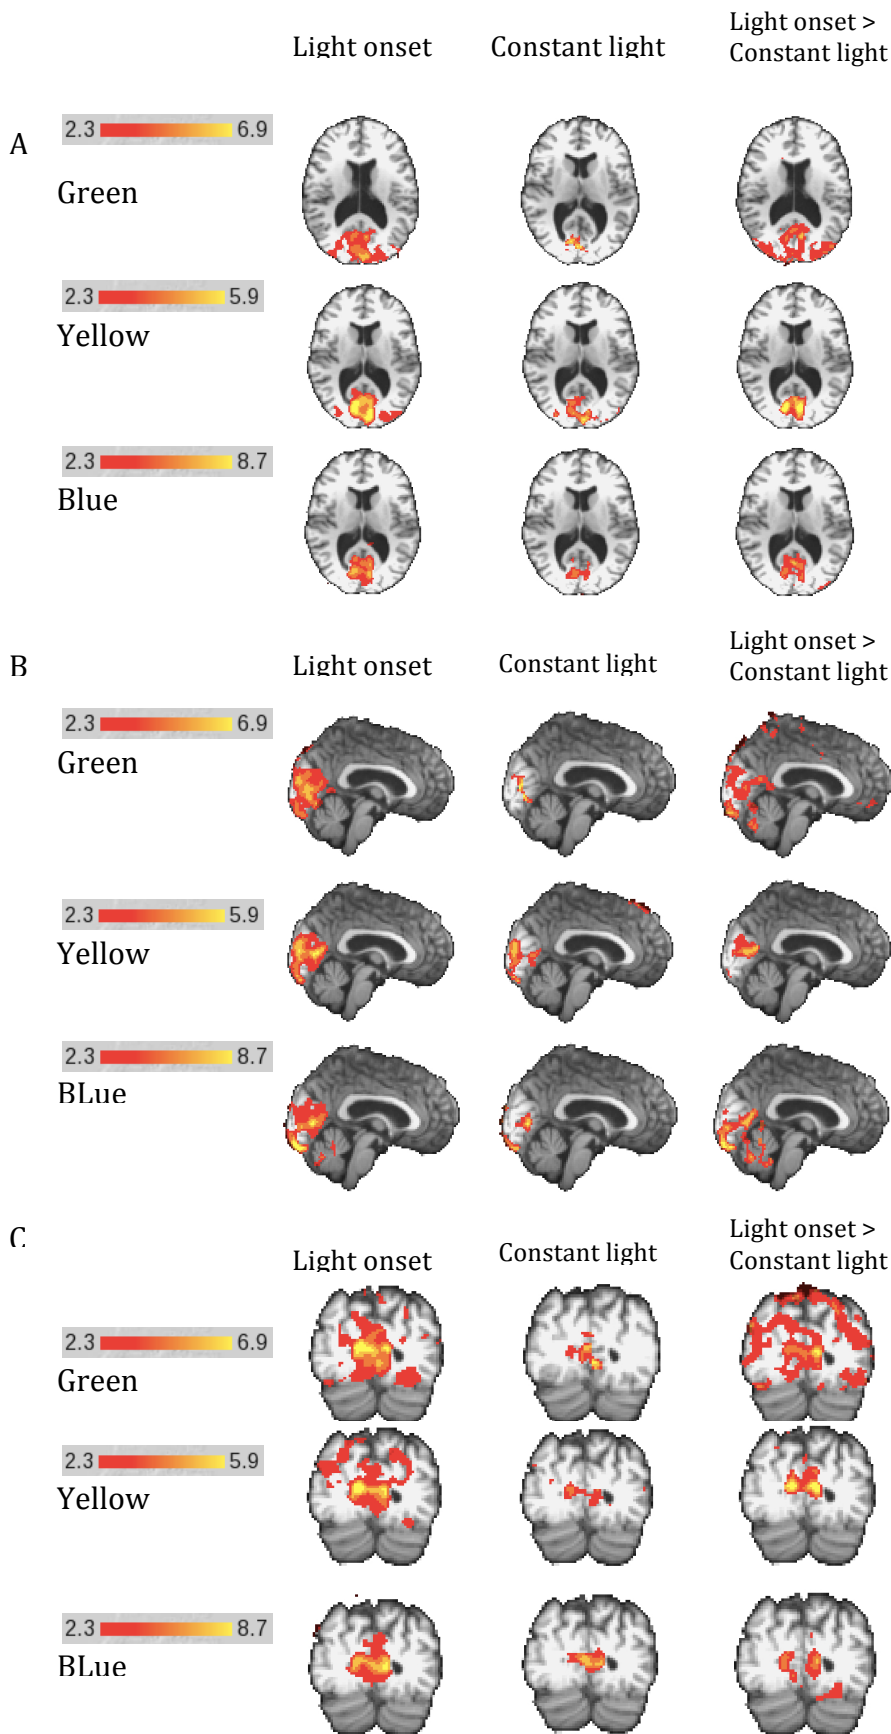 Light onset Constant light Light onset >
Constant light
A
2.3 6.9
Green
2.3 5.9
Yellow
2.3 8.7
Blue
B
Light onset Constant light Light onset >
Constant light
2.3 6.9
Green
2.3 5.9
Yellow
2.3 8.7
BLue
C
Light onset Constant light Light onset >
Constant light
2.3 6.9
Green
2.3 5.9
Yellow
2.3 8.7
BLue